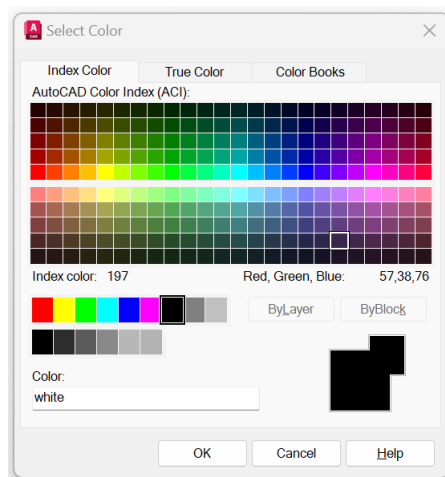 A
CAD
Select Color
Index Color True Color Color Books
AutoCAD Color Index (ACI):
Index color: 197 Red, Green, Blue: 57,38,76
ByLayer ByBlock
Color:
white
OK Cancel Help